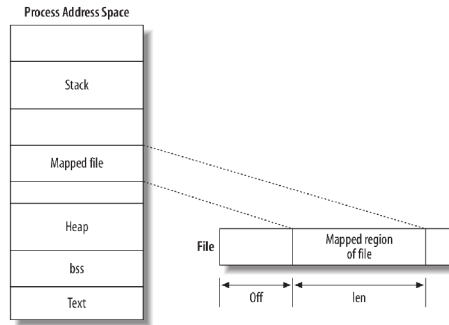 Process Address Space
Stack
Mapped file
Heap
bss
Text
File
Mapped region
of file
Off
len